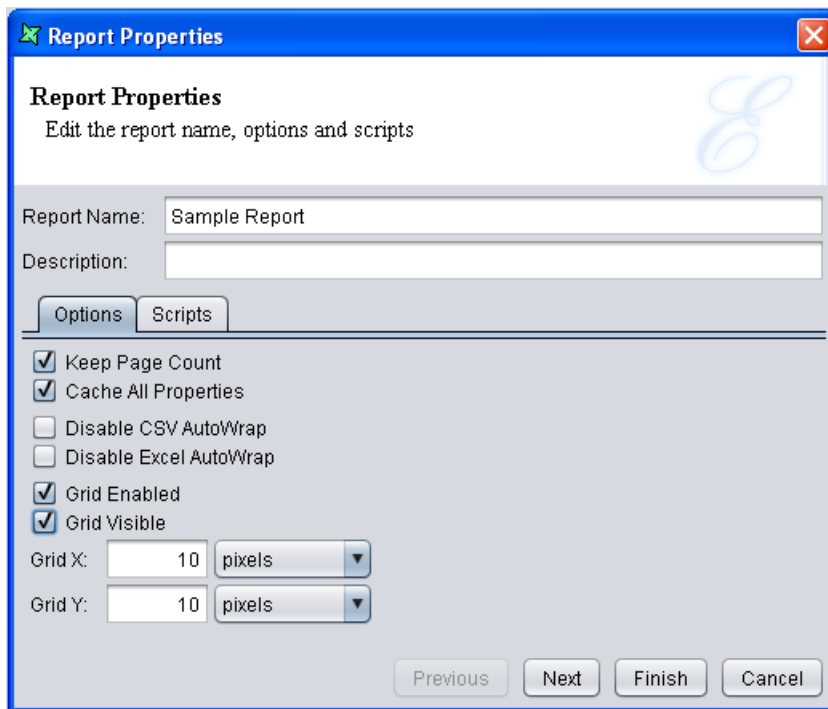 Report Properties
Report Properties
Edit the report name, options and scripts
Report Name: Sample Report
Description:
Options Scripts
Keep Page Count
Cache All Properties
Disable CSV AutoWrap
Disable Excel AutoWrap
Grid Enabled
Grid Visible
Grid X: 10 pixels
Grid Y: 10 pixels
Previous Next Finish Cancel